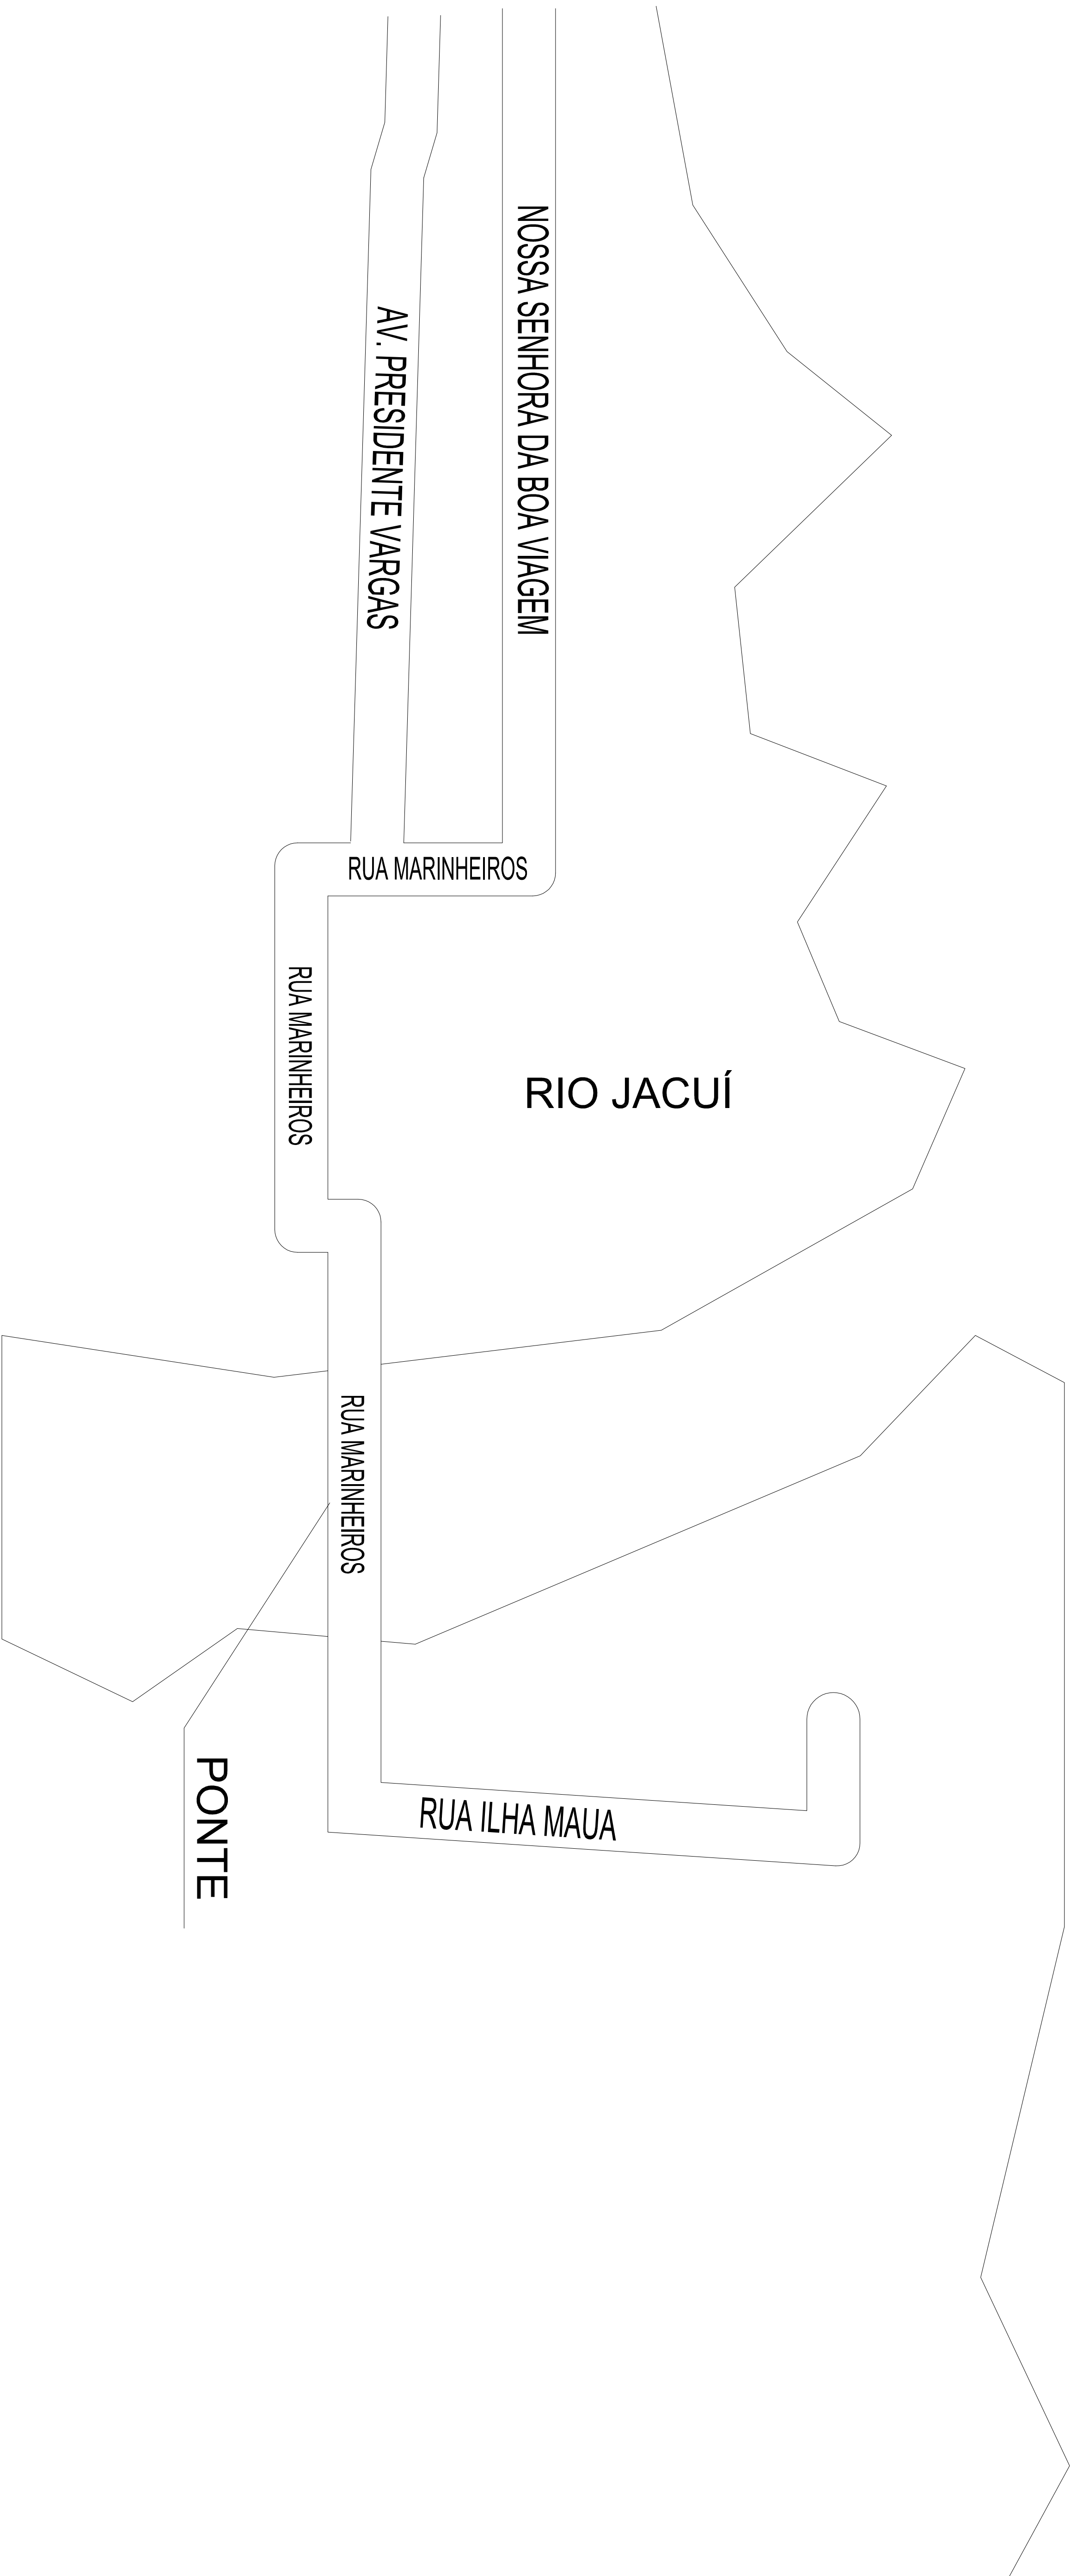 NOSSA SENHORA DA BOA VIAGEM
AV. PRESIDENTE VARGAS
RUA MARINHEIROS
RUA MARINHEIROS
RIO JACUÍ
RUA MARINHEIROS
PONTE
RUA ILHA MAUA